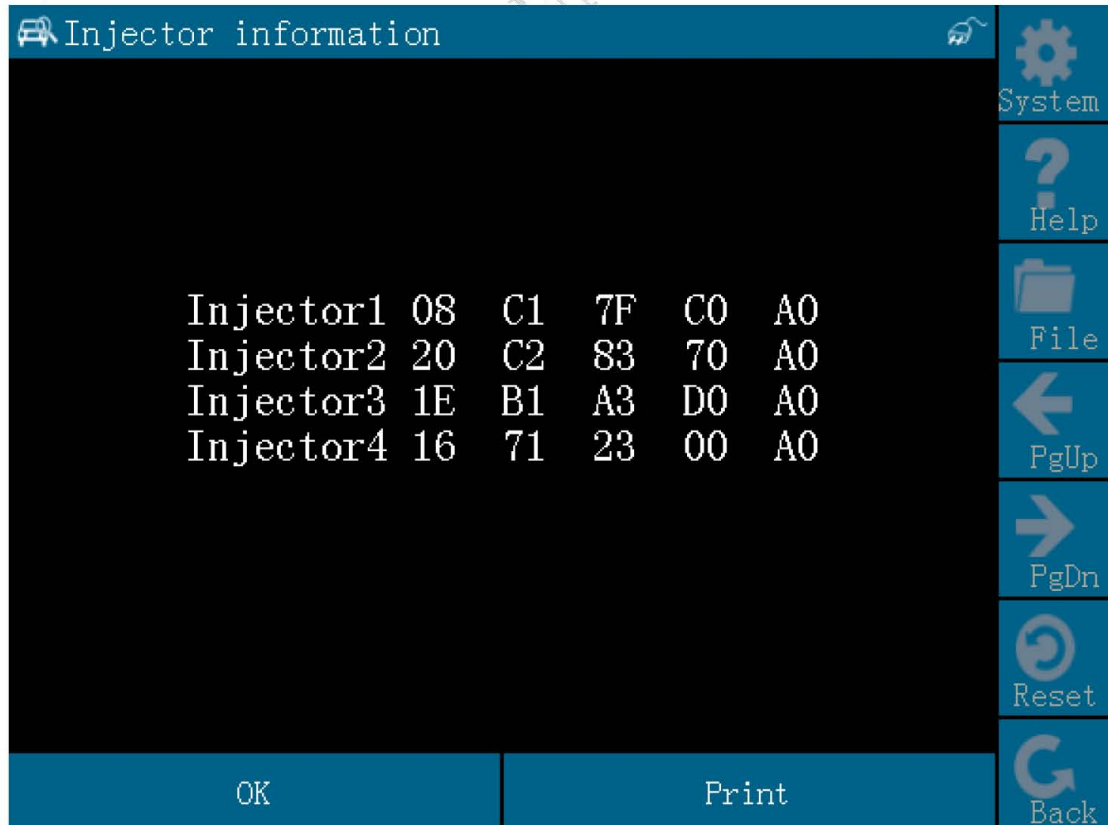 Injector information
System
Help
Injector1 08 C1 7F C0 A0
Injector2 20 C2 83 70 A0
Injector3 1E B1 A3 D0 A0
Injector4 16 71 23 00 A0
File
PgUp
PgDn
Reset
OK
Print
Back